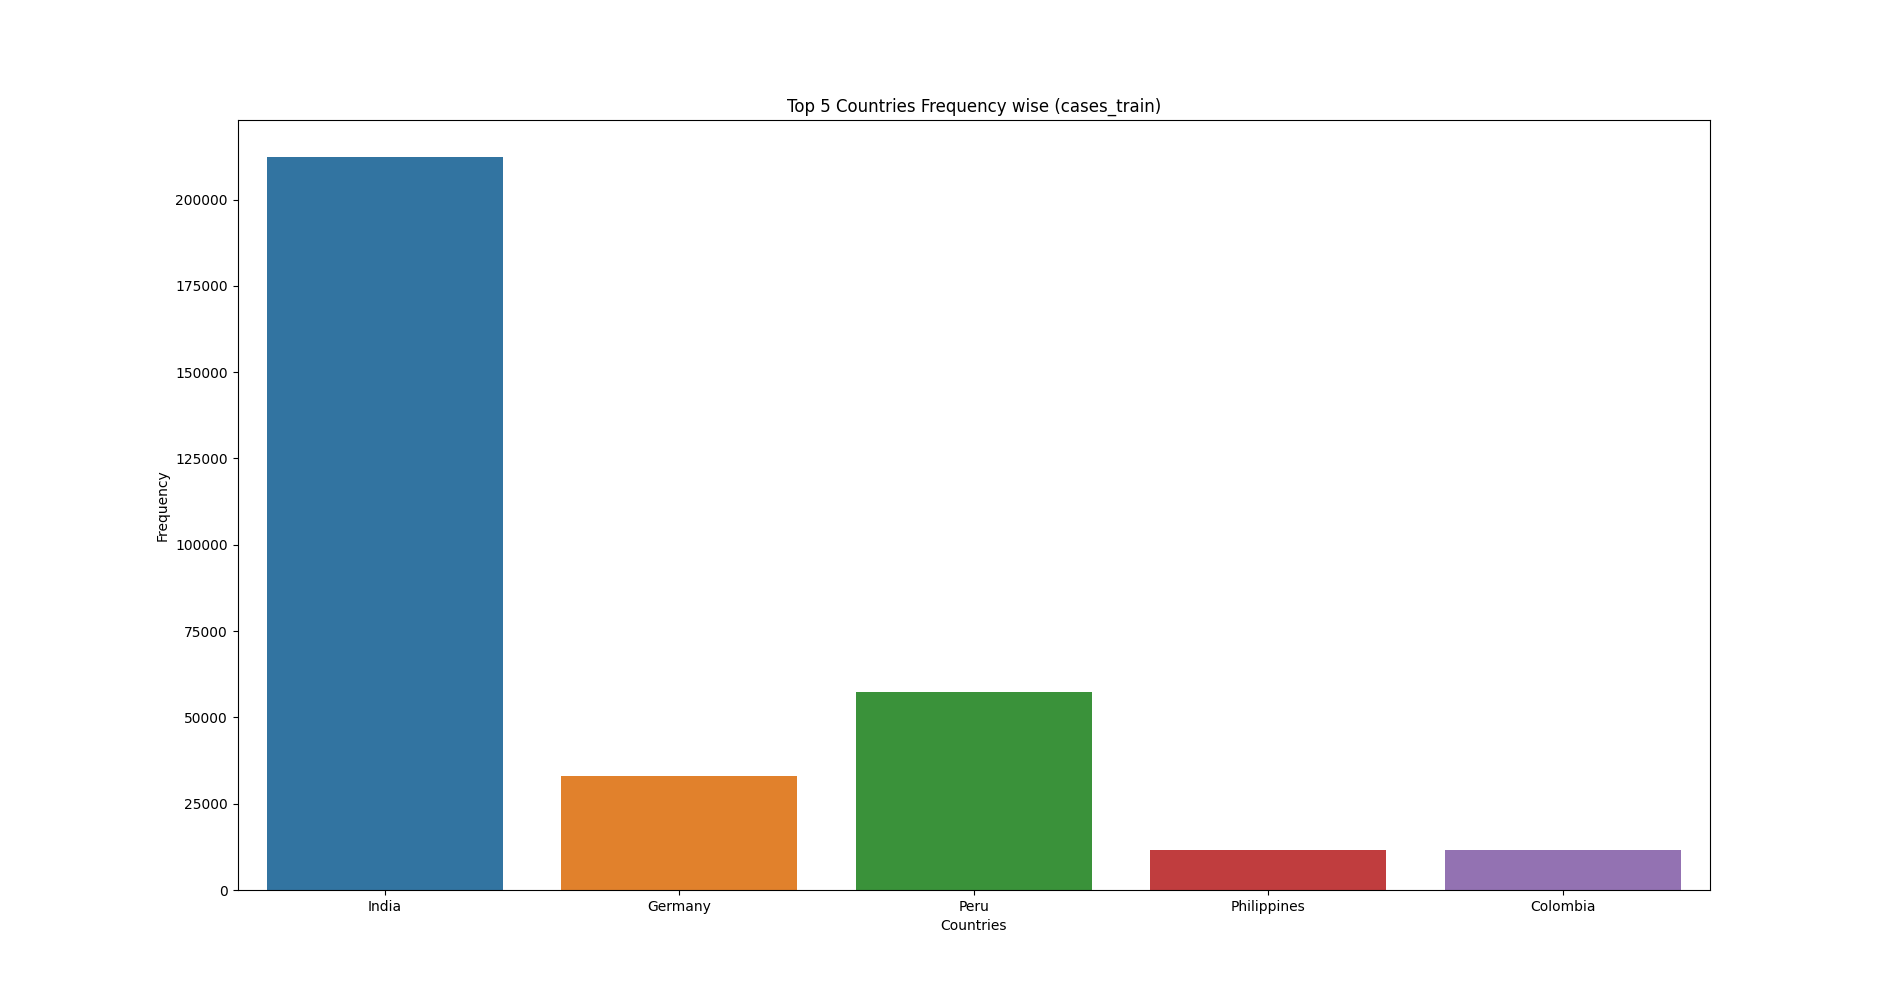 Top 5 Countries Frequency wise (cases_train)
Frequency
200000
175000
150000
125000
100000
75000
50000
25000
0
India Germany Peru Philippines Colombia
Countries